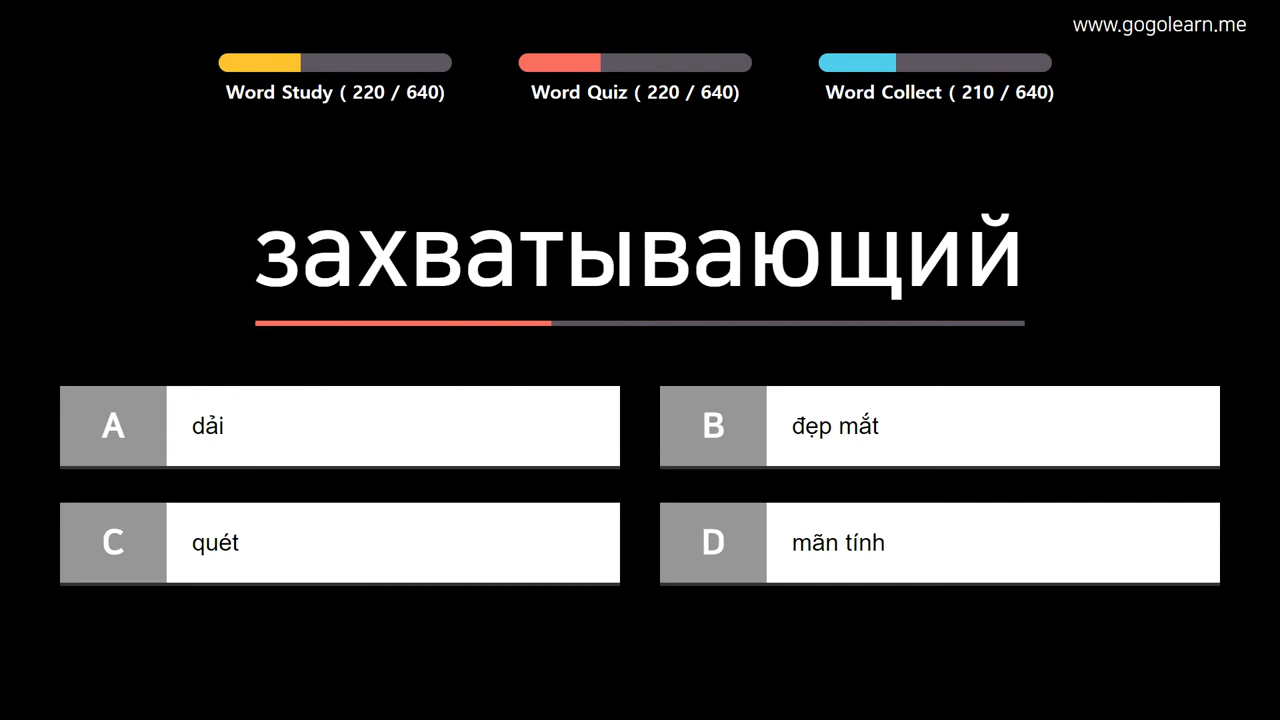 www.gogolearn.me
Word Study ( 220 / 640)
Word Quiz ( 220 / 640)
Word Collect ( 210 / 640)
захватывающий
A dải
B đẹp mắt
C quét
D mãn tính